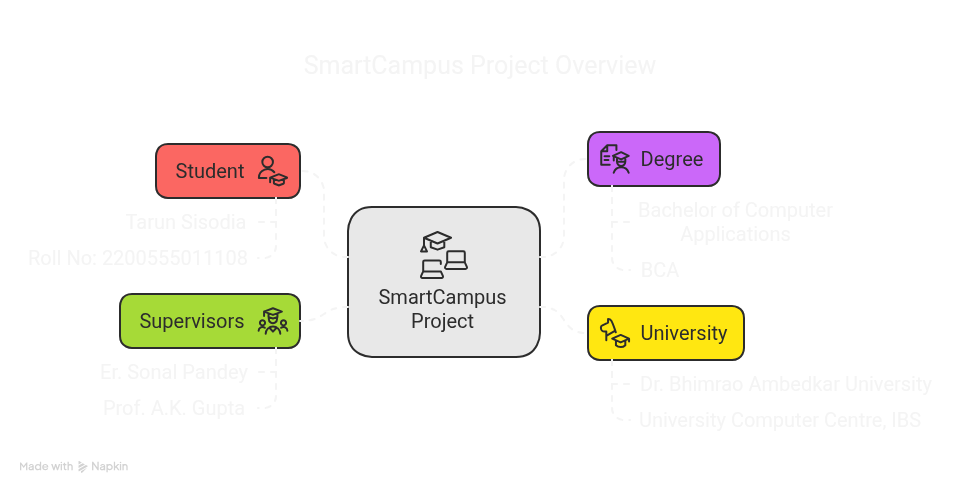 SmartCampus Project Overview
Student
Tarun Sisodia
Roll No: 2200555011108
Supervisors
Er. Sonal Pandey
Prof. A.K. Gupta
SmartCampus
Project
Degree
Bachelor of Computer
Applications
BCA
University
Dr. Bhimrao Ambedkar University
University Computer Centre, IBS
Made with Napkin